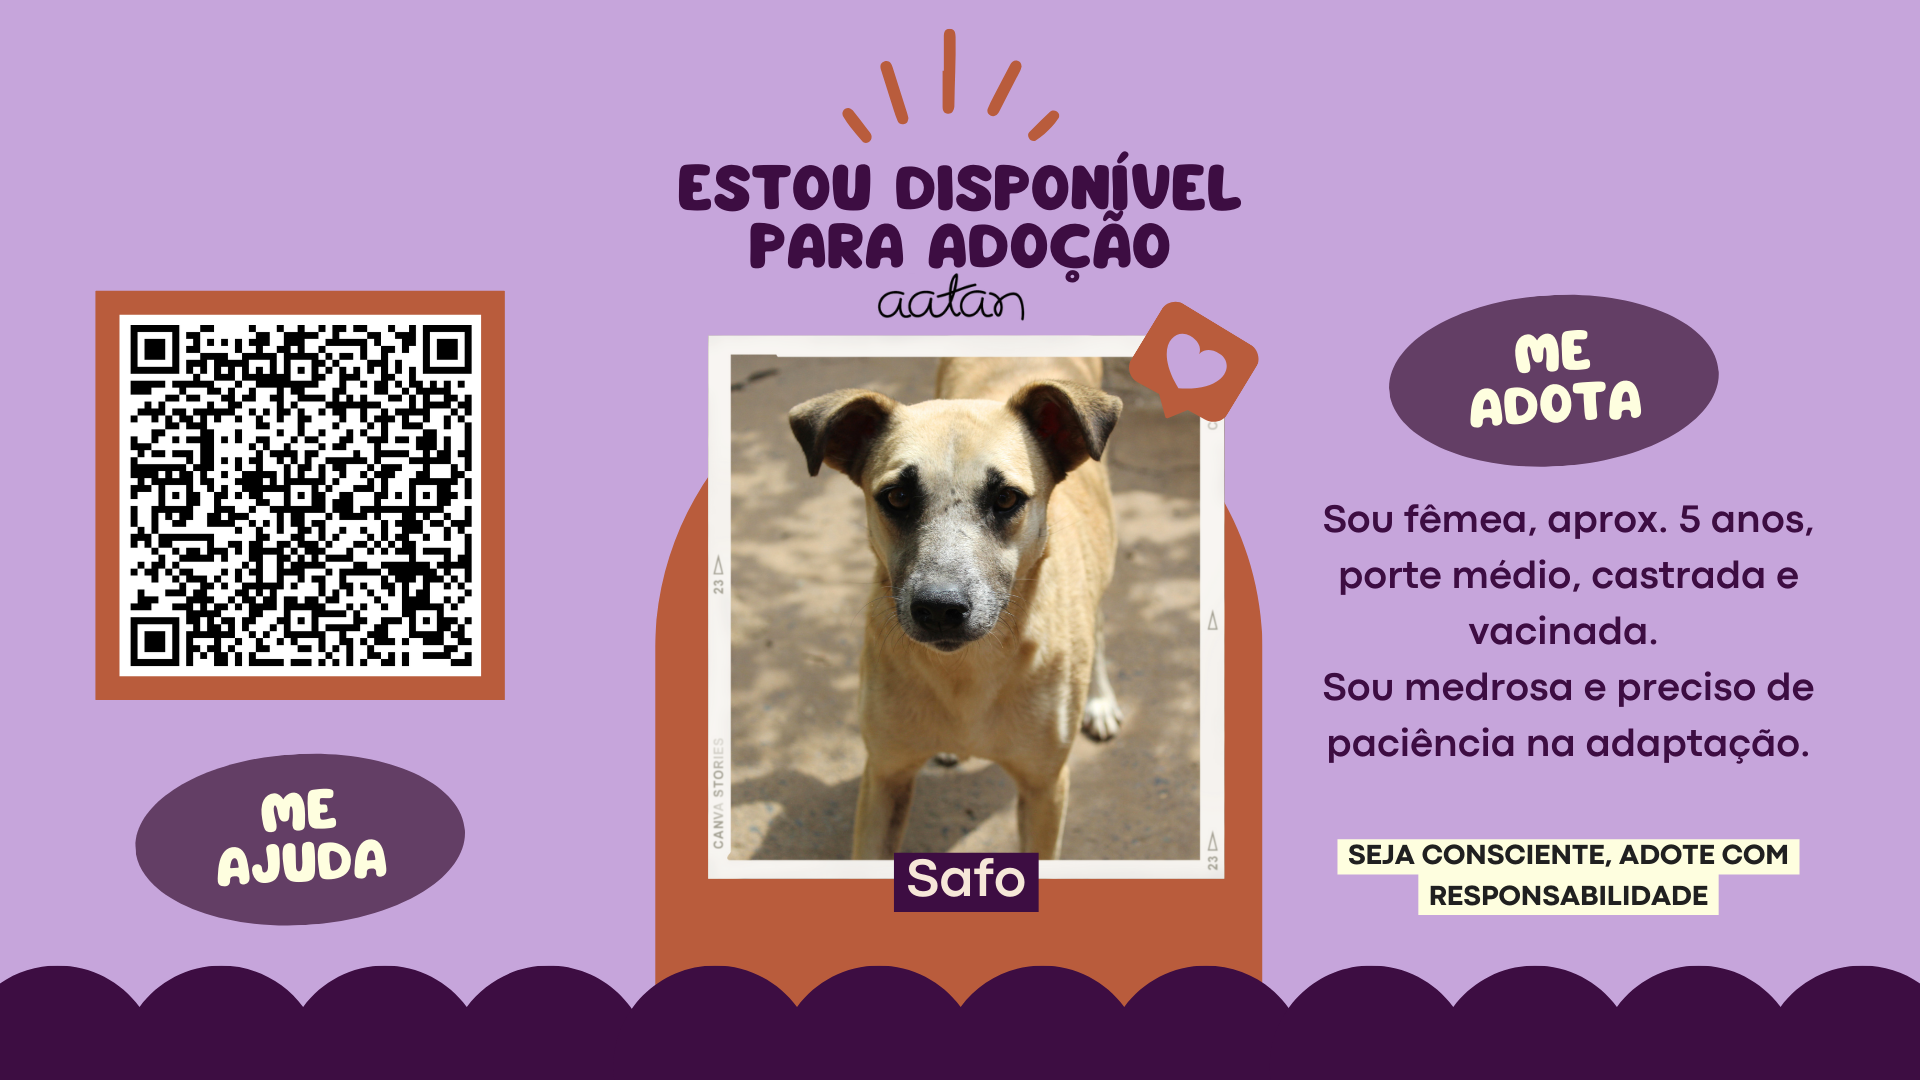 ESTOU DISPONÍVEL
PARA ADOÇÃO
aatan
ME
AJUDA
23
CANVA STORIES
23
Safo
ME
ADOTA
Sou fêmea, aprox. 5 anos,
porte médio, castrada e
vacinada.
Sou medrosa e preciso de
paciência na adaptação.
SEJA CONSCIENTE, ADOTE COM
RESPONSABILIDADE